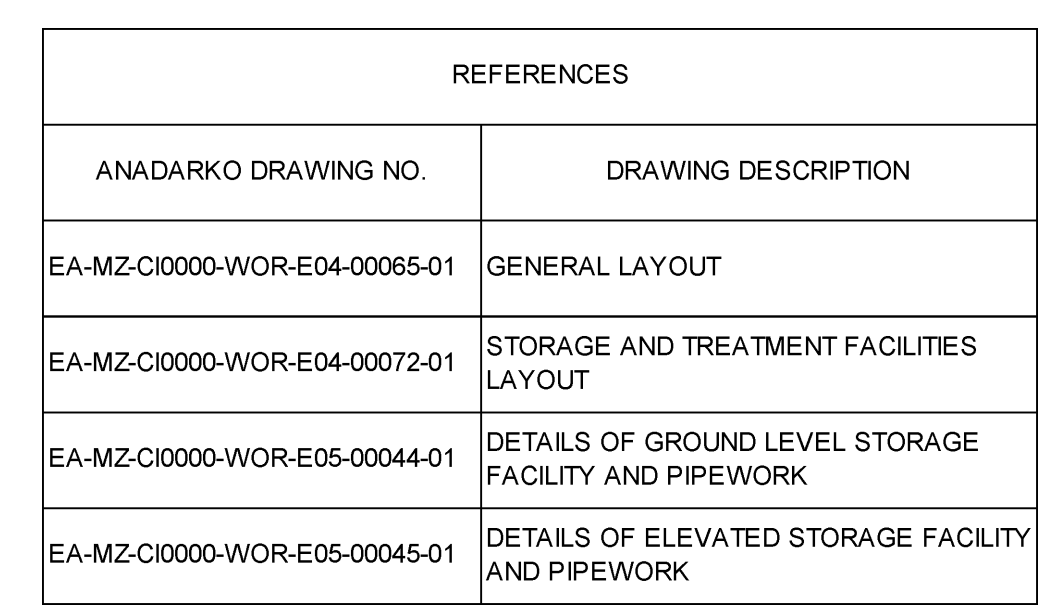 REFERENCES
ANADARKO DRAWING NO.
DRAWING DESCRIPTION
EA-MZ-CI0000-WOR-E04-00065-01
GENERAL LAYOUT
EA-MZ-CI0000-WOR-E04-00072-01
STORAGE AND TREATMENT FACILITIES
LAYOUT
EA-MZ-CI0000-WOR-E05-00044-01
DETAILS OF GROUND LEVEL STORAGE
FACILITY AND PIPEWORK
EA-MZ-CI0000-WOR-E05-00045-01
DETAILS OF ELEVATED STORAGE FACILITY
AND PIPEWORK